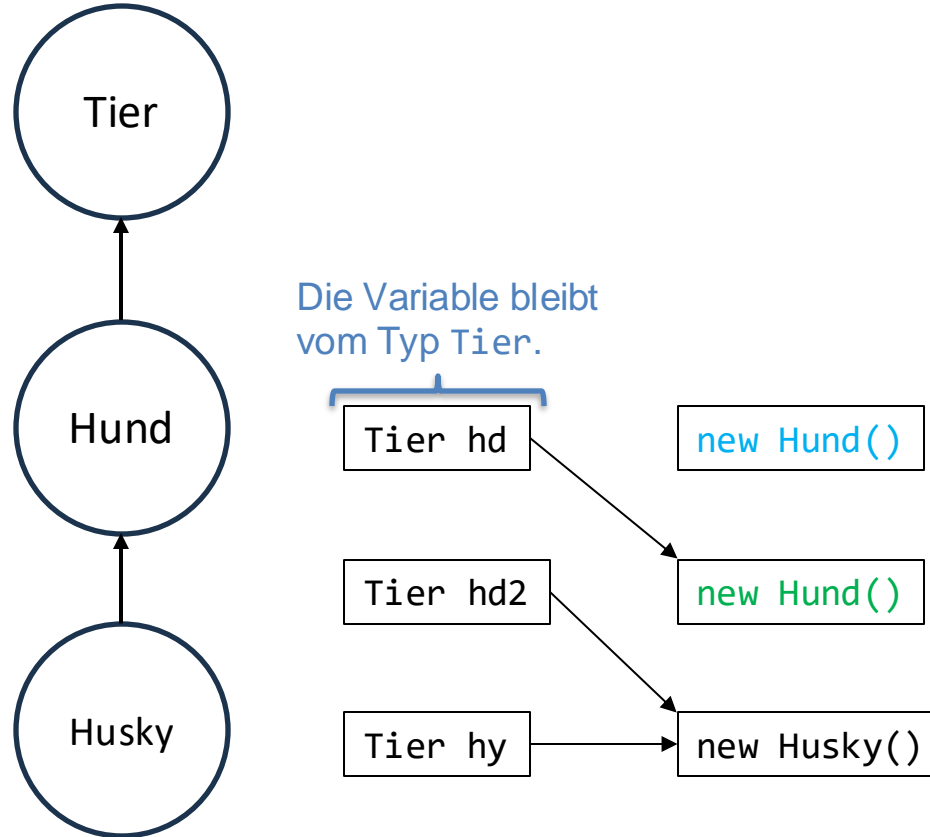 Tier
Die Variable bleibt
vom Typ Tier.
Hund
Tier hd
new Hund()
Tier hd2
new Hund()
Husky
Tier hy
new Husky()